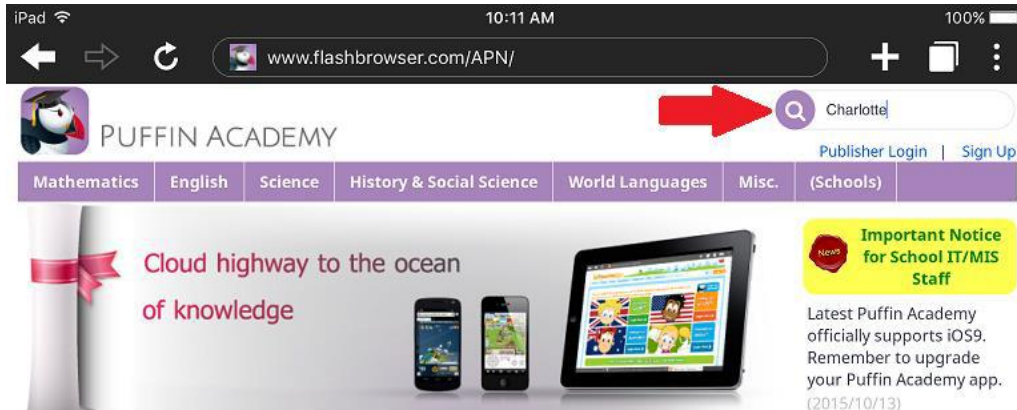 iPad 10:11 AM 100%
www.flashbrowser.com/APN/
PUFFIN ACADEMY
Charlotte
Publisher Login | Sign Up
Mathematics English Science History & Social Science World Languages Misc. (Schools)
Cloud highway to the ocean
of knowledge
News
Important Notice
for School IT/MIS
Staff
Latest Puffin Academy
officially supports iOS9.
Remember to upgrade
your Puffin Academy app.
(2015/10/13)